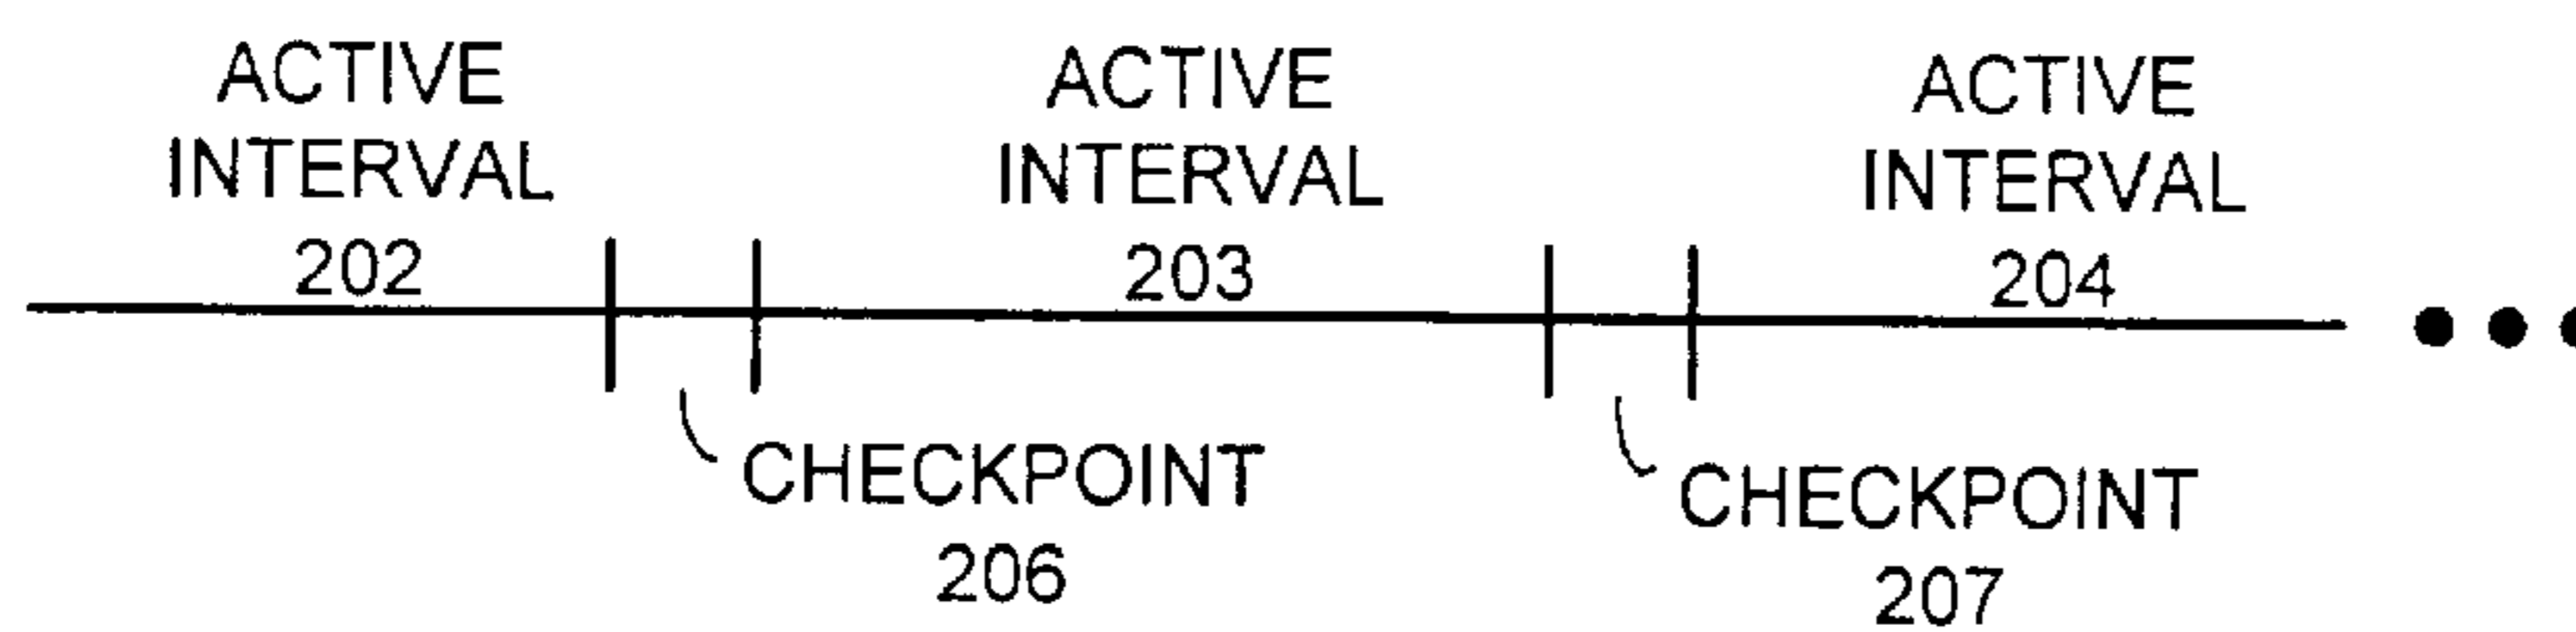 ACTIVE
INTERVAL
202
ACTIVE
INTERVAL
203
ACTIVE
INTERVAL
204
CHECKPOINT
206
CHECKPOINT
207